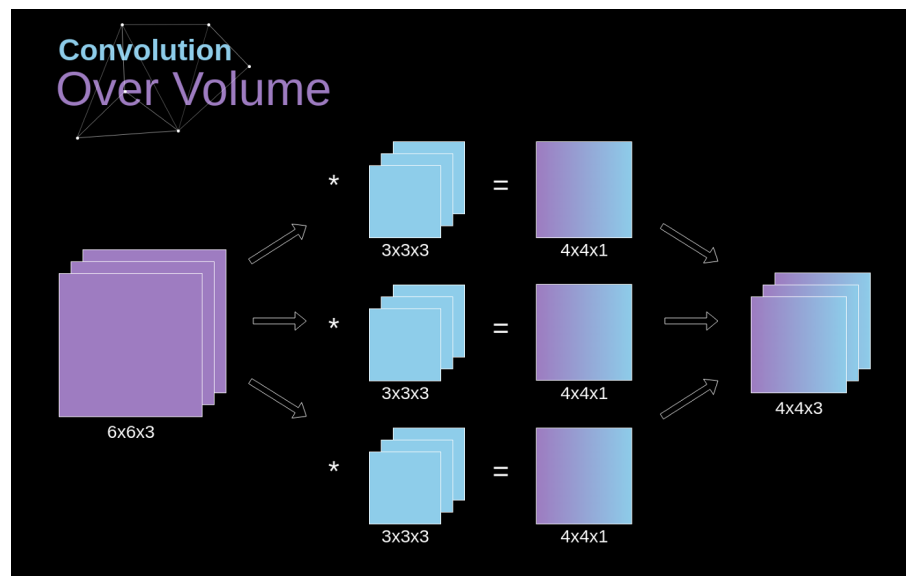 Convolution
Over Volume
* =
3x3x3 4x4x1
* =
3x3x3 4x4x1
6x6x3 4x4x3
* =
3x3x3 4x4x1